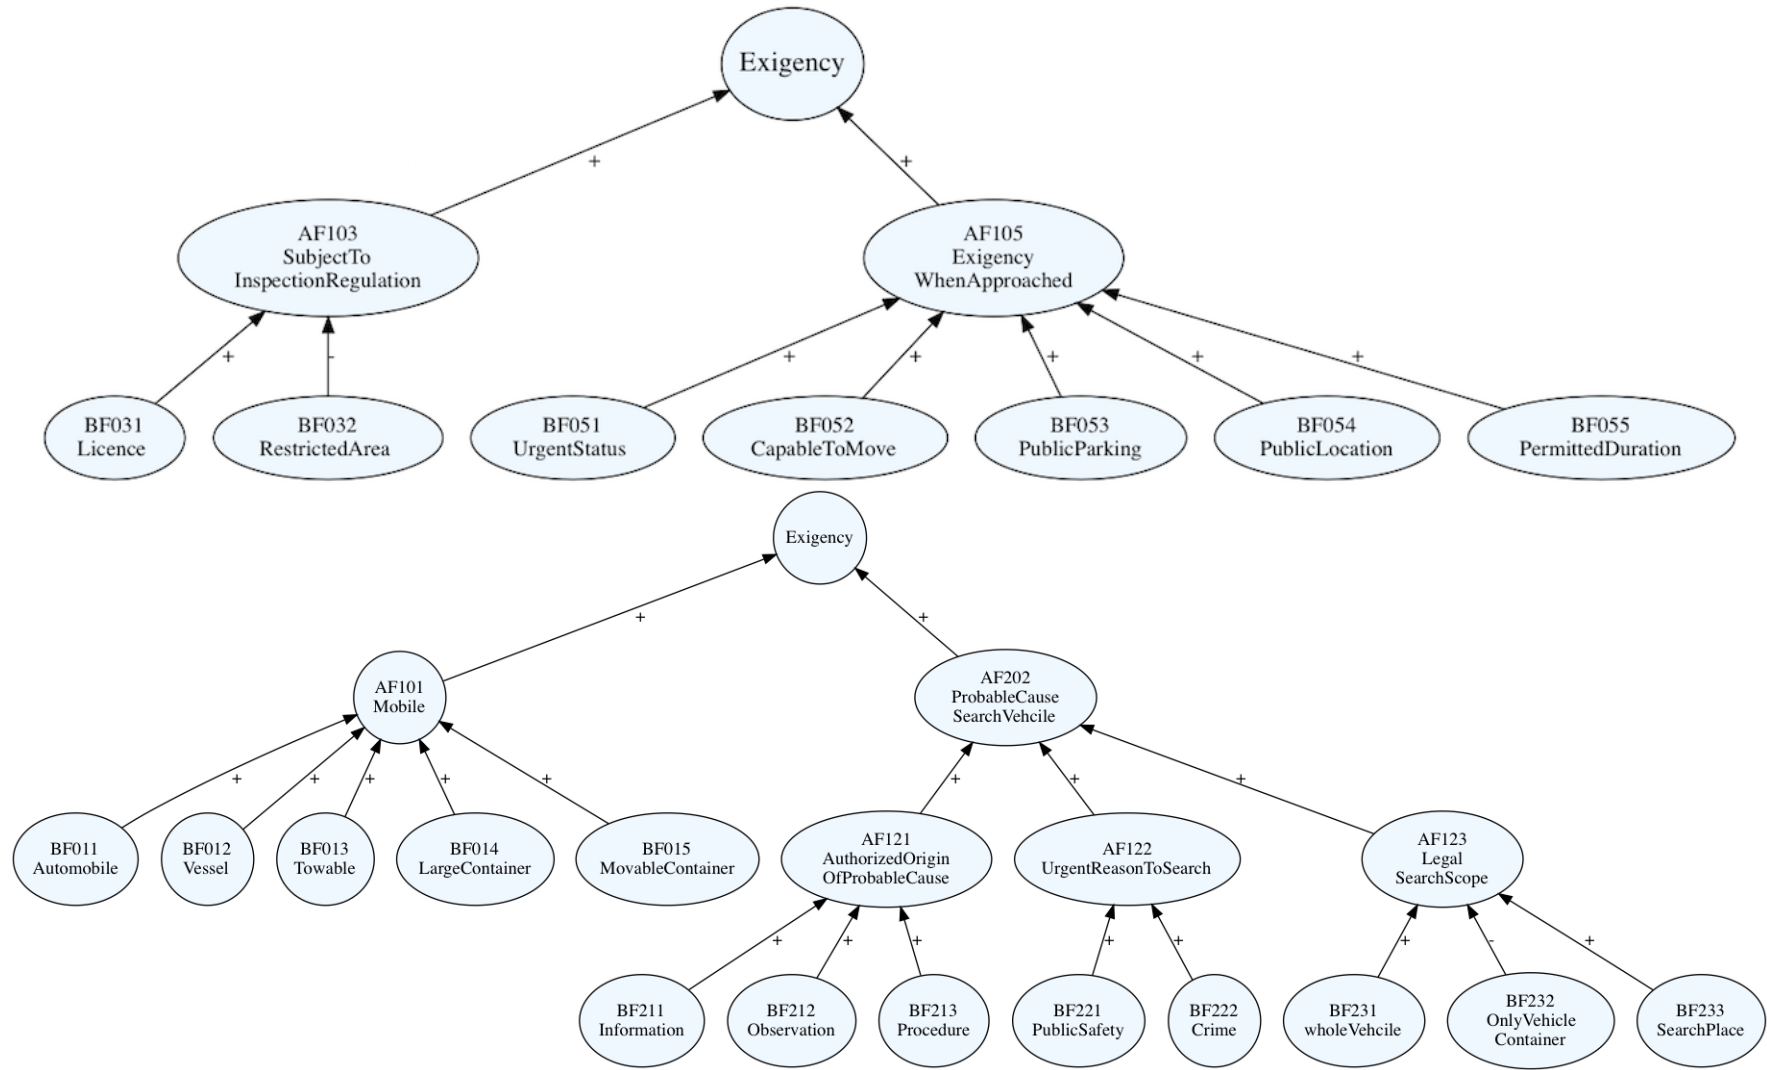 Exigency
+
+
AF103
SubjectTo
InspectionRegulation
AF105
Exigency
WhenApproached
+
-
+
+
+
+
+
BF031
Licence
BF032
RestrictedArea
BF051
UrgentStatus
BF052
CapableToMove
BF053
PublicParking
BF054
PublicLocation
BF055
PermittedDuration
Exigency
+
+
AF101
Mobile
AF202
ProbableCause
SearchVehcile
+
+
+
+
+
+
+
+
BF011
Automobile
BF012
Vessel
BF013
Towable
BF014
LargeContainer
BF015
MovableContainer
AF121
AuthorizedOrigin
OfProbableCause
AF122
UrgentReasonToSearch
AF123
Legal
SearchScope
+
+
+
+
+
+
-
+
BF211
Information
BF212
Observation
BF213
Procedure
BF221
PublicSafety
BF222
Crime
BF231
wholeVehcile
BF232
OnlyVehicle
Container
BF233
SearchPlace